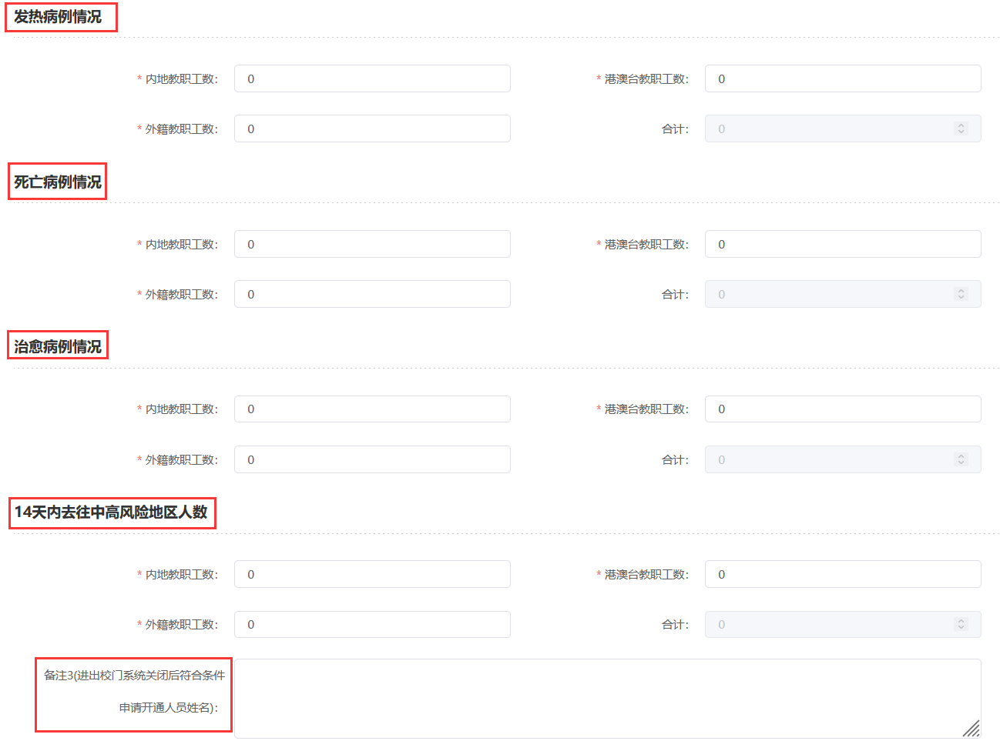 发热病例情况
* 内地教职工数: 0 * 港澳台教职工数: 0
* 外籍教职工数: 0 合计: 0
死亡病例情况
* 内地教职工数: 0 * 港澳台教职工数: 0
* 外籍教职工数: 0 合计: 0
治愈病例情况
* 内地教职工数: 0 * 港澳台教职工数: 0
* 外籍教职工数: 0 合计: 0
14天内去往中高风险地区人数
* 内地教职工数: 0 * 港澳台教职工数: 0
* 外籍教职工数: 0 合计: 0
备注3(进出校门系统关闭后符合条件
申请开通人员姓名):